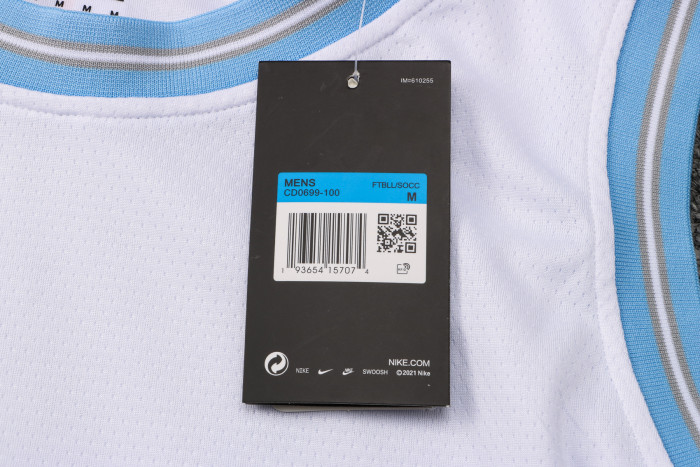 M M M
IM=610255
MENS
FTBLL/SOCC
CD0699-100
M
1 93654 15707 4
NIKE.COM
NIKE
SWOOSH
©2021 Nike